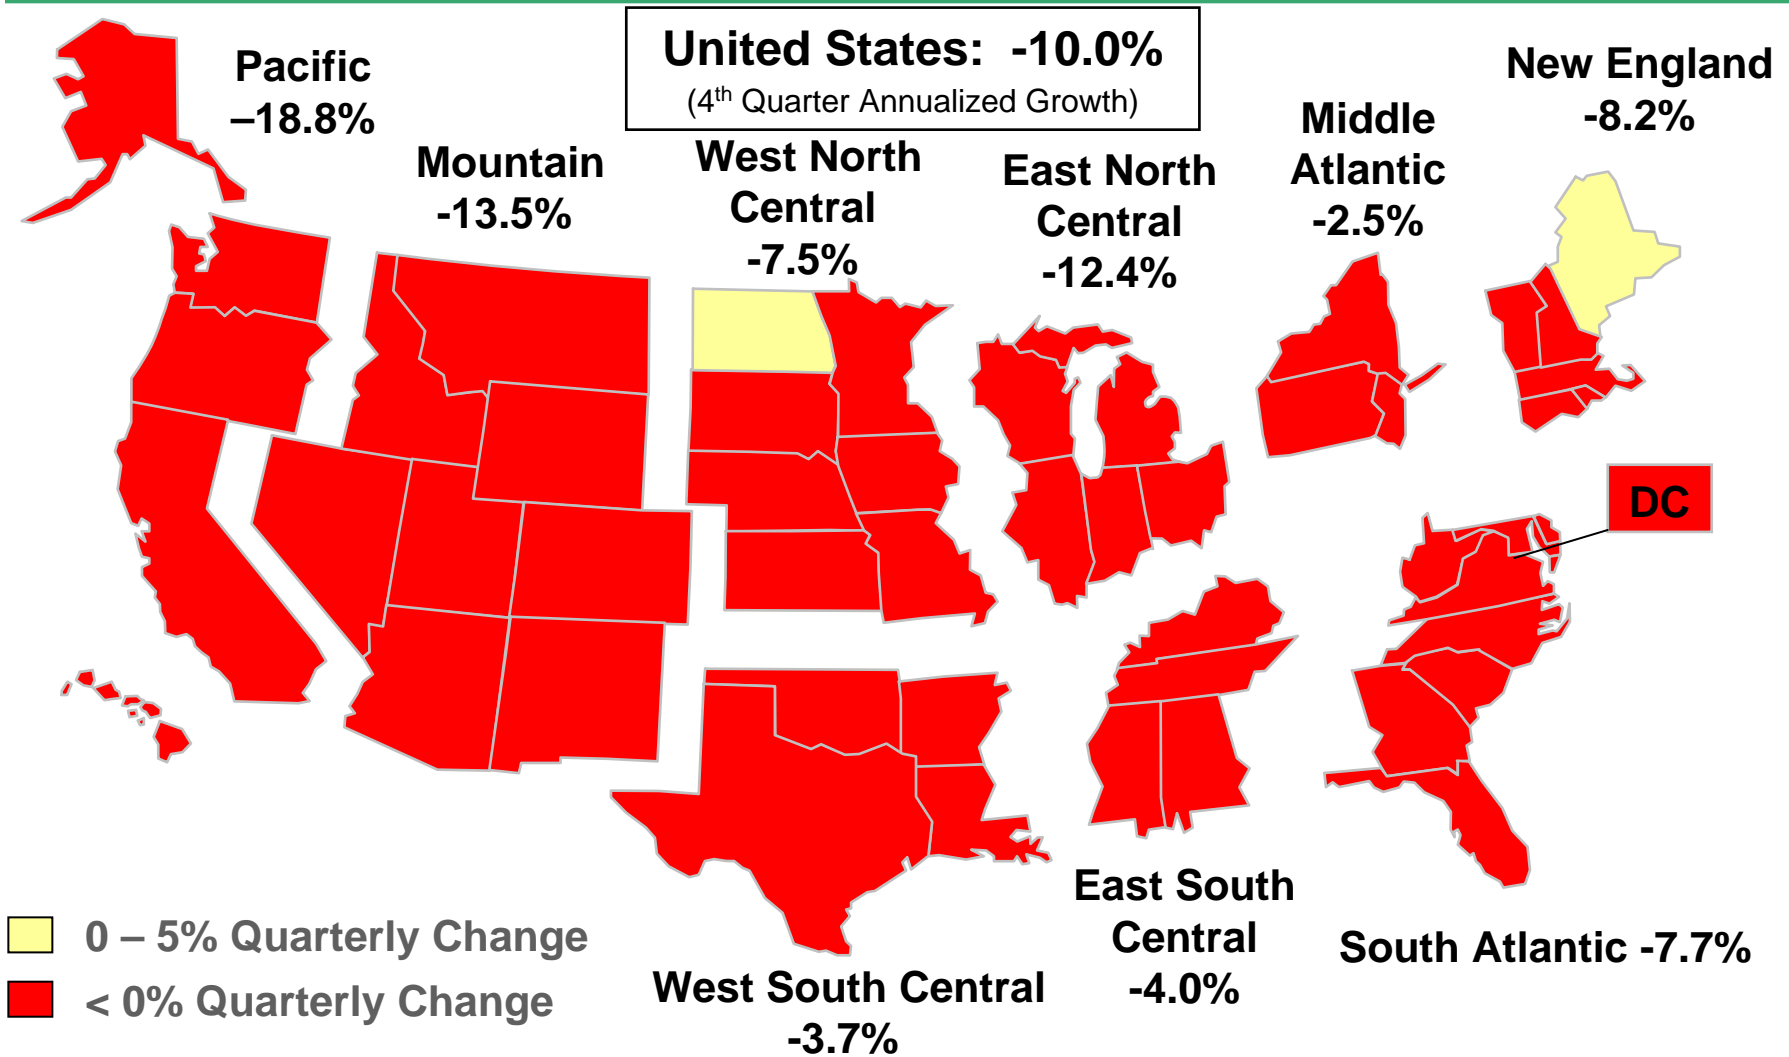 United States: -10.0%
(4th Quarter Annualized Growth)
Pacific
–18.8%
Mountain
-13.5%
West North
Central
-7.5%
East North
Central
-12.4%
Middle
Atlantic
-2.5%
New England
-8.2%
DC
East South
Central
-4.0%
South Atlantic -7.7%
West South Central
-3.7%
0 – 5% Quarterly Change
< 0% Quarterly Change